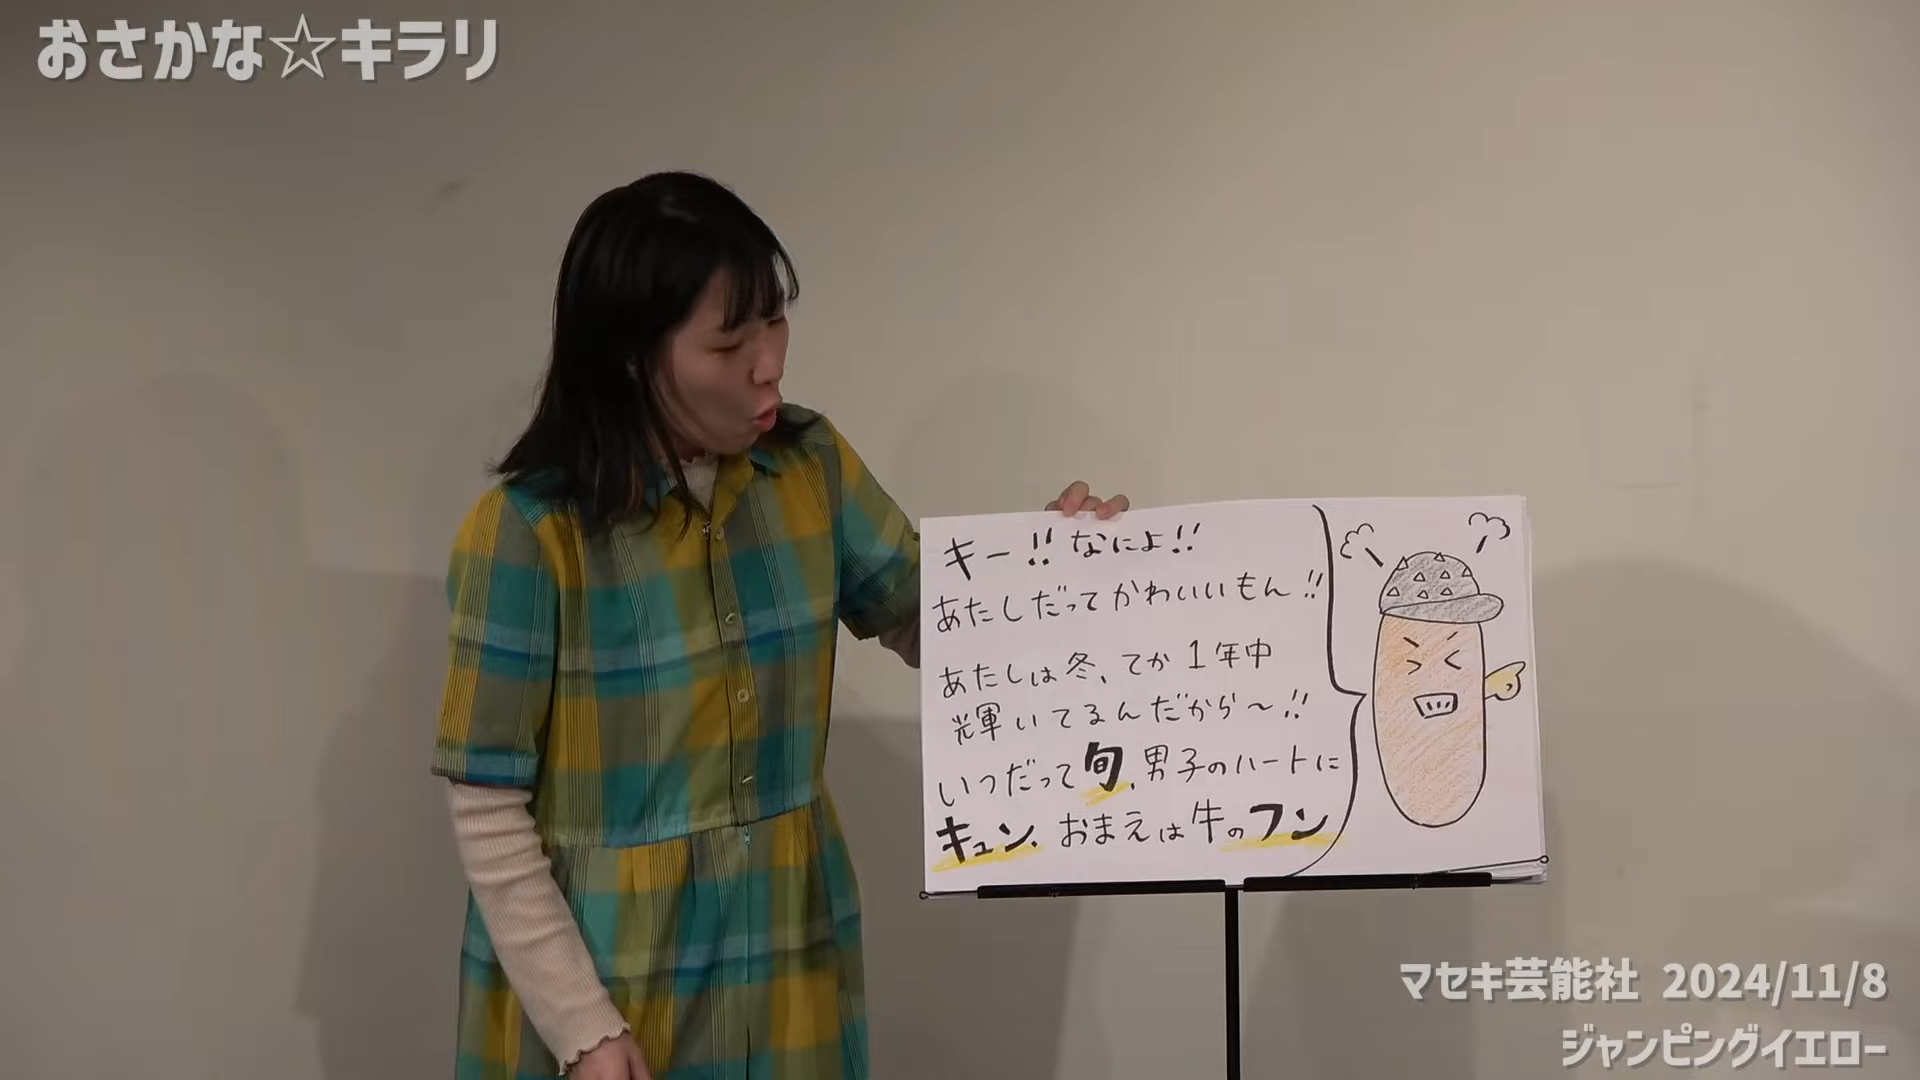 おさかな☆キラリ
キー!! なによ!!
あたしだってかわいいもん!!
あたしは冬、てか1年中
輝いてるんだから〜!!
いつだって旬、男子のハートに
キュン、おまえは牛のフン
マセキ芸能社 2024/11/8
ジャンピングイエロー